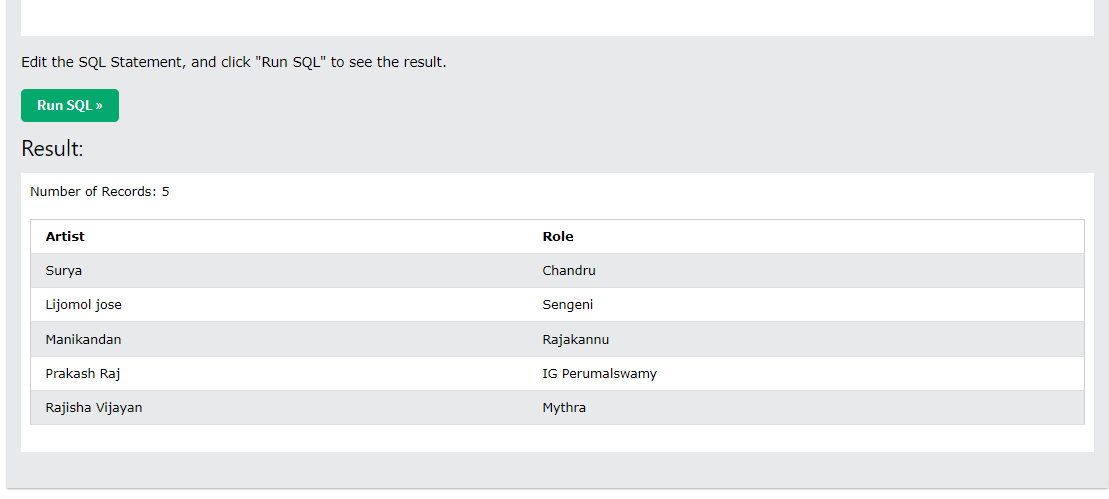 Edit the SQL Statement, and click "Run SQL" to see the result.
Run SQL »
Result:
Number of Records: 5
Artist Role
Surya Chandru
Lijomol jose Sengeni
Manikandan Rajakannu
Prakash Raj IG Perumalswamy
Rajisha Vijayan Mythra